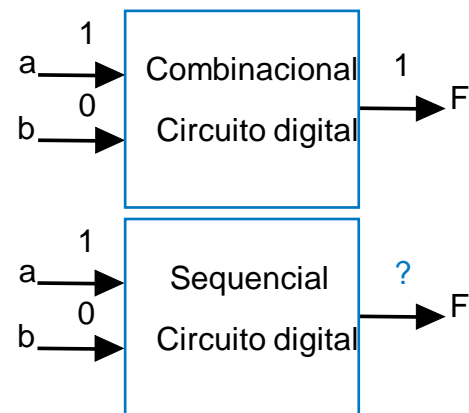 1
a Combinacional 1
0 F
b Circuito digital
1
a Sequencial ?
0 F
b Circuito digital